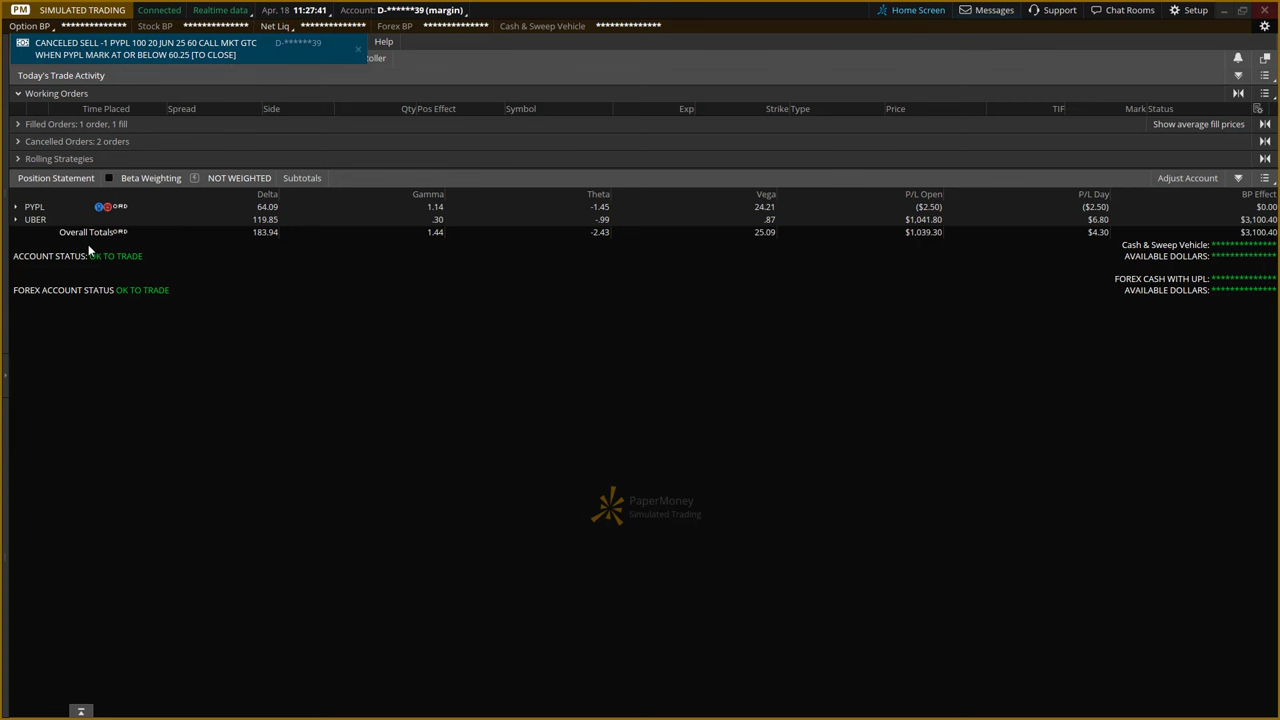 PM SIMULATED TRADING Connected Realtime data Apr. 18 11:27:41 Account: D-******39 (margin) Home Screen Messages Support Chat Rooms Setup
Option BP ************** Stock BP ************** Net Liq ************** Forex BP ************** Cash & Sweep Vehicle **************
CANCELED SELL -1 PYPL 100 20 JUN 25 60 CALL MKT GTC D-******39 Help
WHEN PYPL MARK AT OR BELOW 60.25 [TO CLOSE] oller
Today's Trade Activity
Working Orders
Time Placed Spread Side Qty Pos Effect Symbol Exp Strike Type Price TIF Mark Status
Filled Orders: 1 order, 1 fill Show average fill prices
Cancelled Orders: 2 orders
Rolling Strategies
Position Statement Beta Weighting NOT WEIGHTED Subtotals Adjust Account
Delta Gamma Theta Vega P/L Open P/L Day BP Effect
PYPL ORD 64.09 1.14 -1.45 24.21 ($2.50) ($2.50) $0.00
UBER 119.85 .30 -.99 .87 $1,041.80 $6.80 $3,100.40
Overall Totals ORD 183.94 1.44 -2.43 25.09 $1,039.30 $4.30 $3,100.40
Cash & Sweep Vehicle: **************
ACCOUNT STATUS: OK TO TRADE AVAILABLE DOLLARS: **************
FOREX CASH WITH UPL: **************
FOREX ACCOUNT STATUS OK TO TRADE AVAILABLE DOLLARS: **************
PaperMoney
Simulated Trading